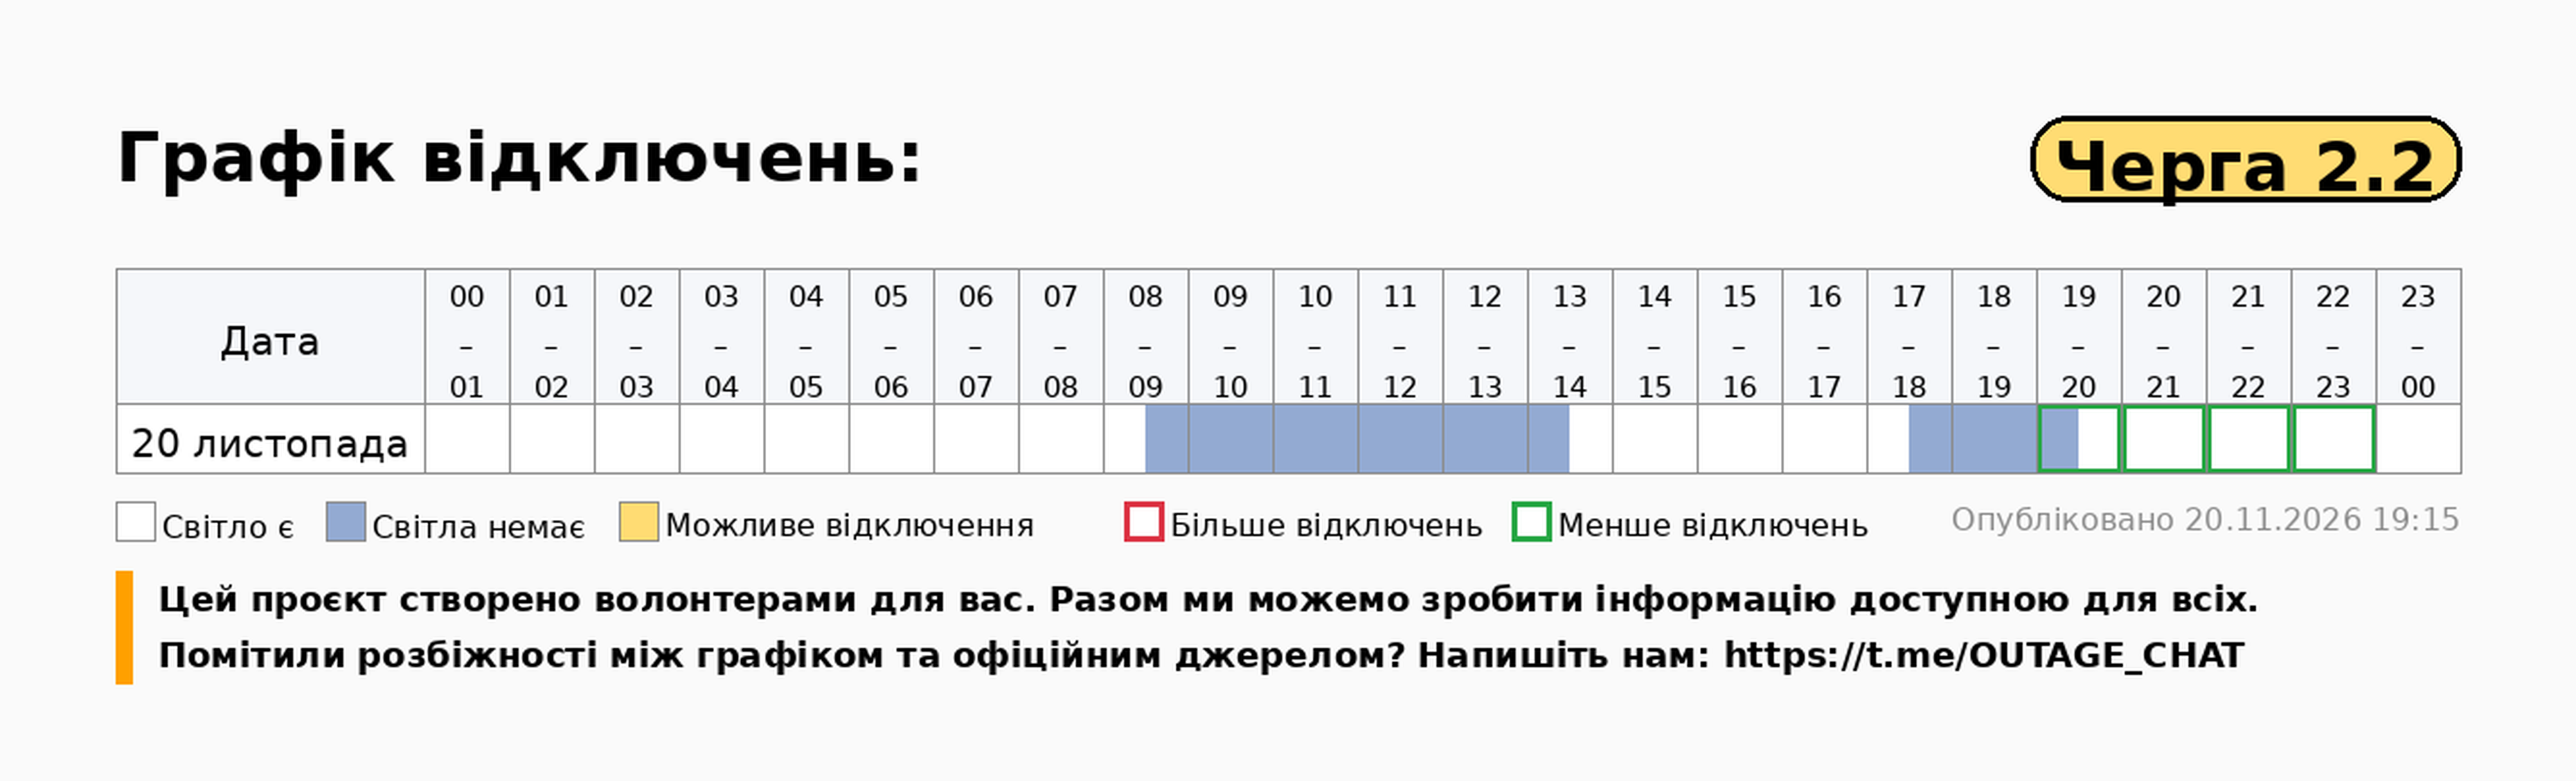 Графік відключень:
Черга 2.2
Дата
00 – 01
01 – 02
02 – 03
03 – 04
04 – 05
05 – 06
06 – 07
07 – 08
08 – 09
09 – 10
10 – 11
11 – 12
12 – 13
13 – 14
14 – 15
15 – 16
16 – 17
17 – 18
18 – 19
19 – 20
20 – 21
21 – 22
22 – 23
23 – 00
20 листопада
Світло є
Світла немає
Можливе відключення
Більше відключень
Менше відключень
Опубліковано 20.11.2026 19:15
Цей проєкт створено волонтерами для вас. Разом ми можемо зробити інформацію доступною для всіх.
Помітили розбіжності між графіком та офіційним джерелом? Напишіть нам: https://t.me/OUTAGE_CHAT